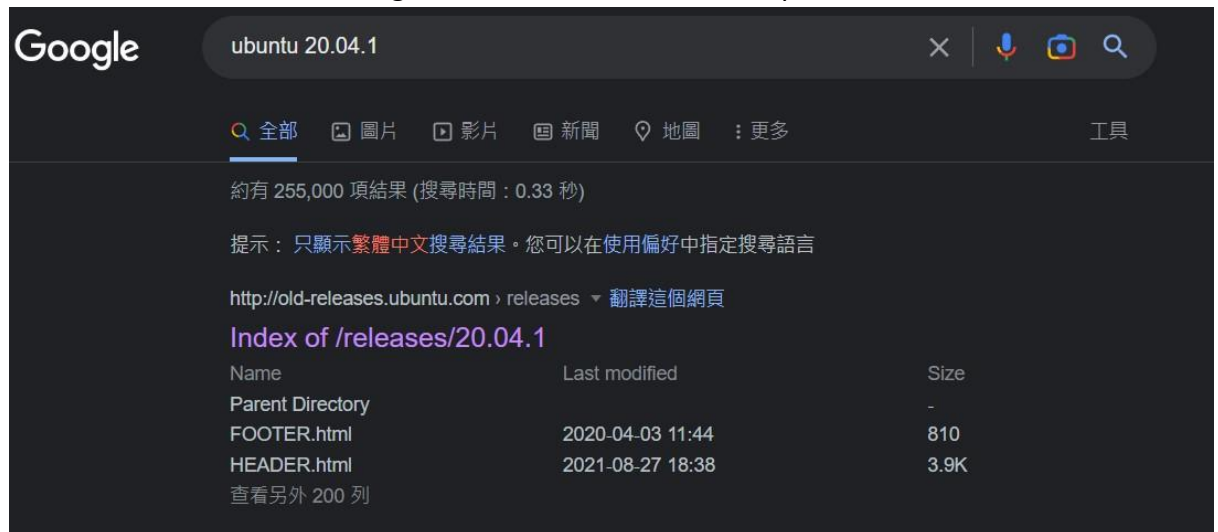 Google
ubuntu 20.04.1
全部 圖片 影片 新聞 地圖 更多 工具
約有 255,000 項結果 (搜尋時間：0.33 秒)
提示： 只顯示繁體中文搜尋結果。您可以在使用偏好中指定搜尋語言
http://old-releases.ubuntu.com › releases 翻譯這個網頁
Index of /releases/20.04.1
Name Last modified Size
Parent Directory -
FOOTER.html 2020-04-03 11:44 810
HEADER.html 2021-08-27 18:38 3.9K
查看另外 200 列